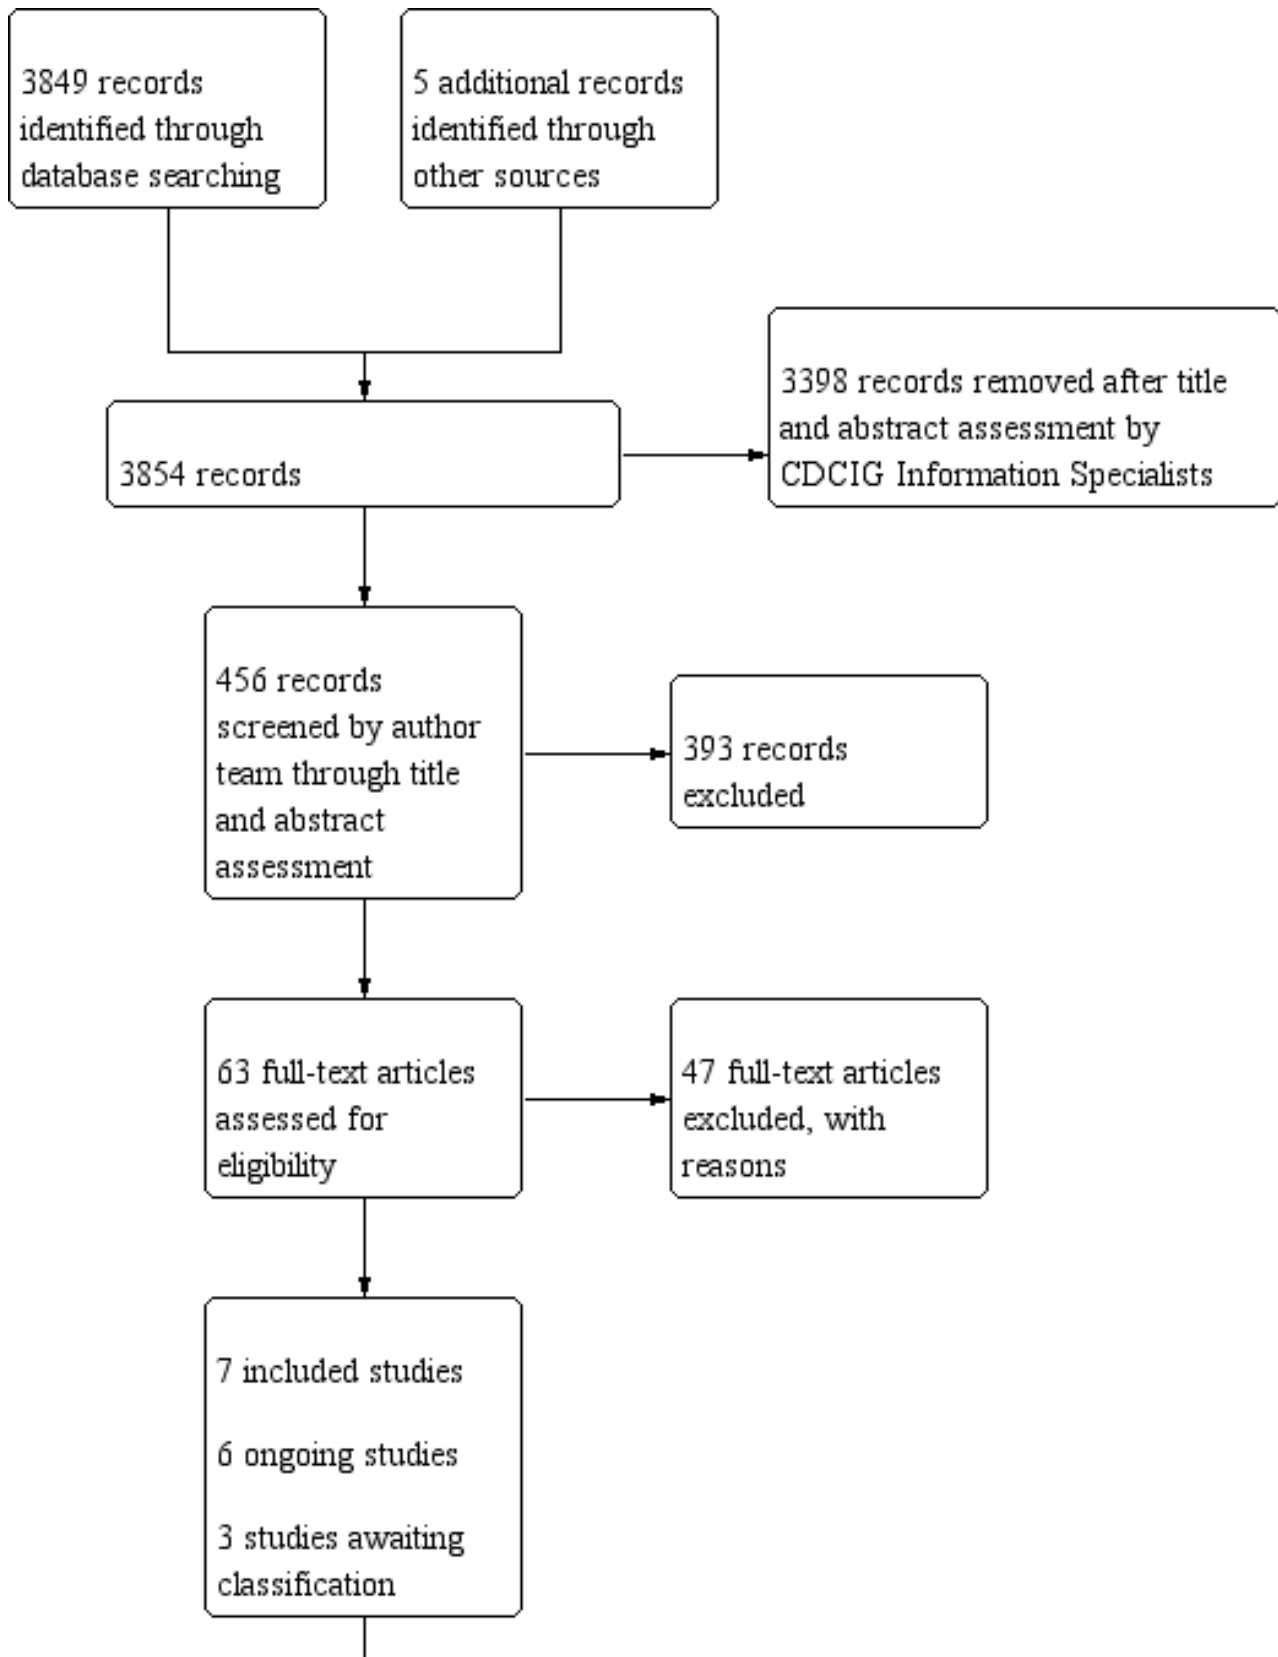 3849 records
identified through
database searching
5 additional records
identified through
other sources
3854 records
3398 records removed after title
and abstract assessment by
CDCIG Information Specialists
456 records
screened by author
team through title
and abstract
assessment
393 records
excluded
63 full-text articles
assessed for
eligibility
47 full-text articles
excluded, with
reasons
7 included studies
6 ongoing studies
3 studies awaiting
classification